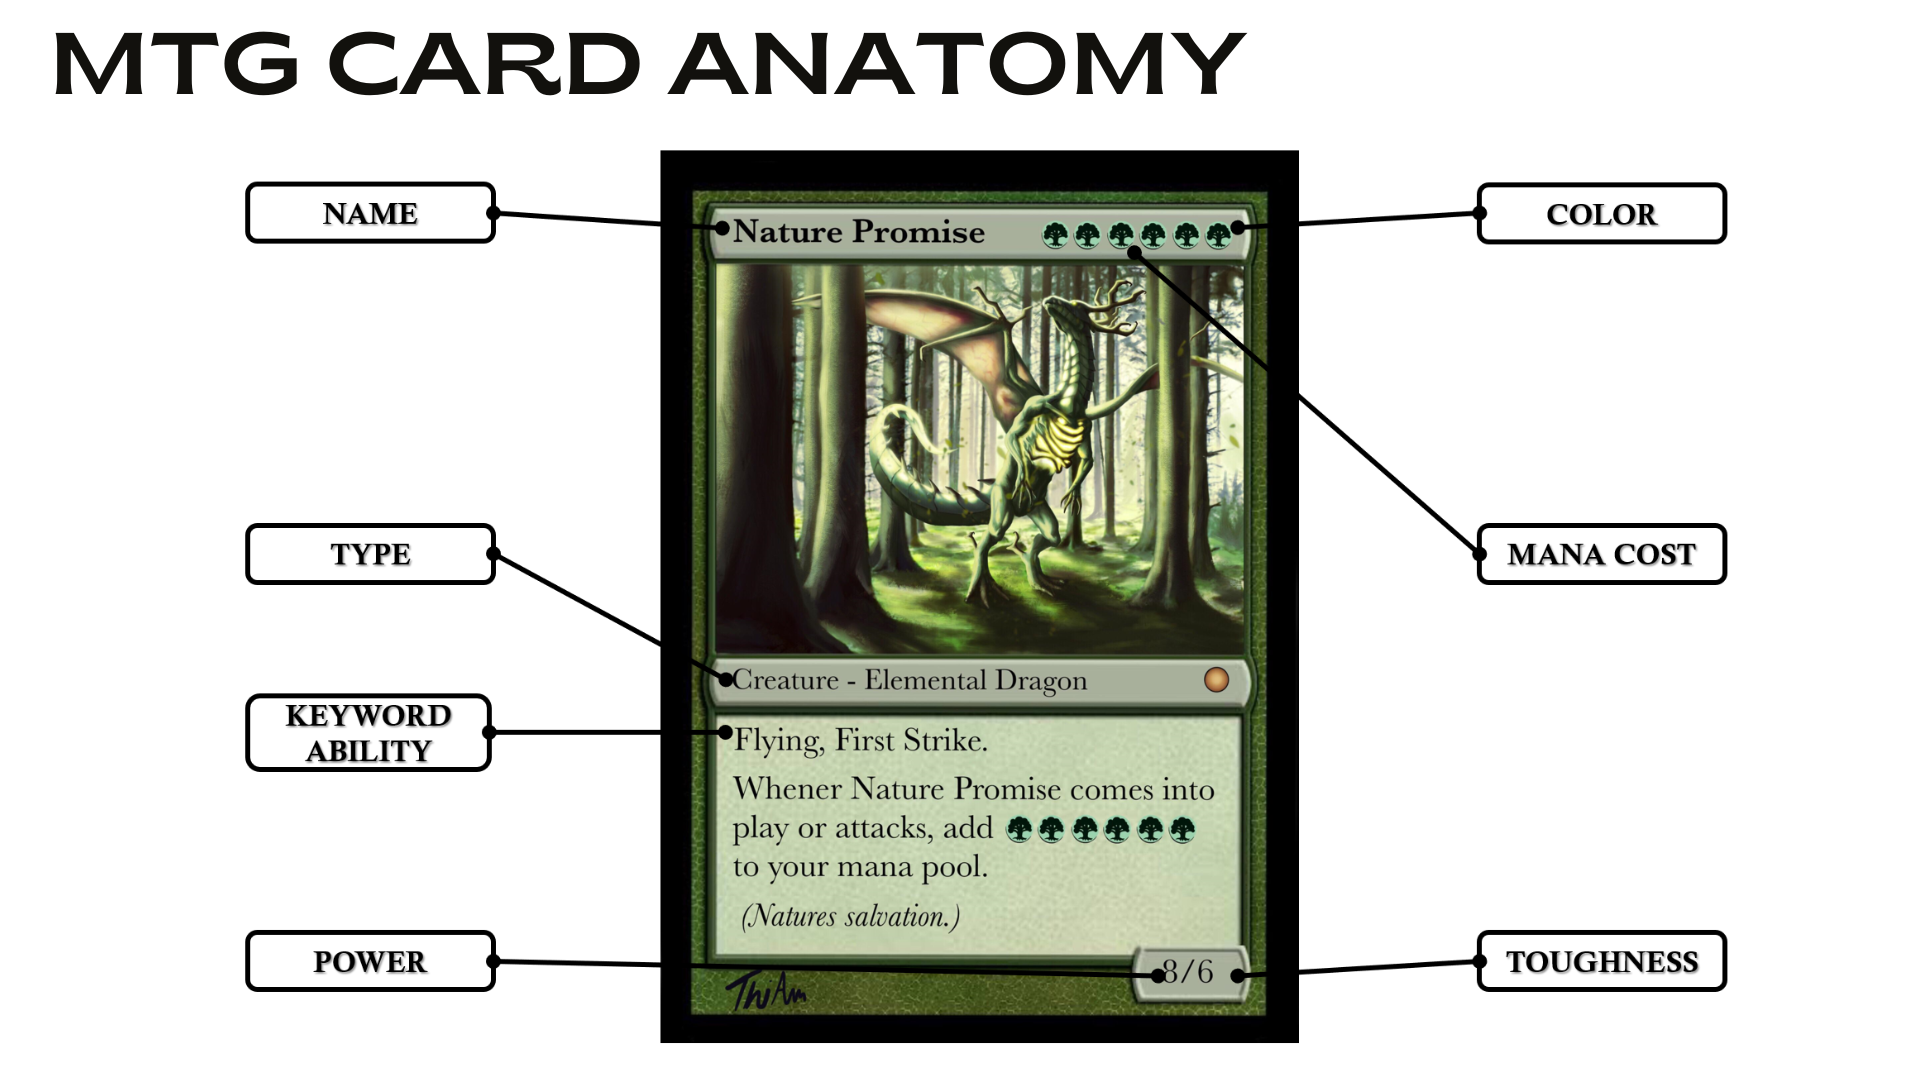 MTG CARD ANATOMY
NAME
COLOR
Nature Promise
TYPE
MANA COST
Creature - Elemental Dragon
KEYWORD
ABILITY
Flying, First Strike.
Whenever Nature Promise comes into
play or attacks, add
to your mana pool.
(Natures salvation.)
POWER
8/6
TOUGHNESS